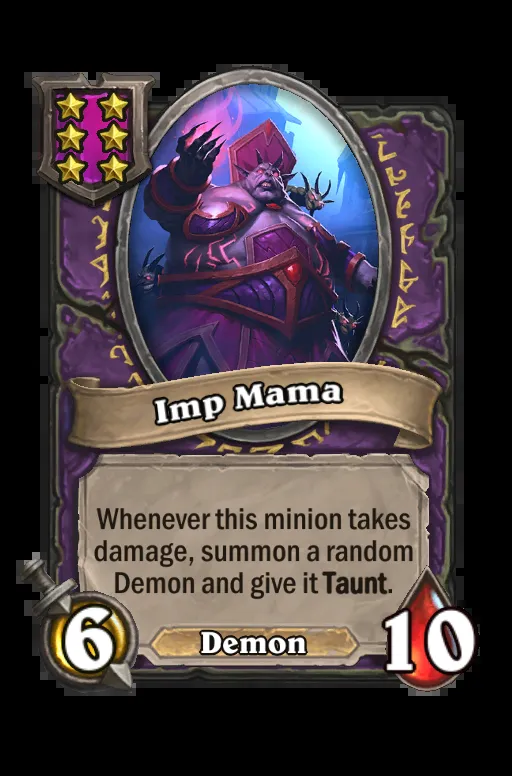 Imp Mama
Whenever this minion takes
damage, summon a random
Demon and give it Taunt.
6
Demon
10